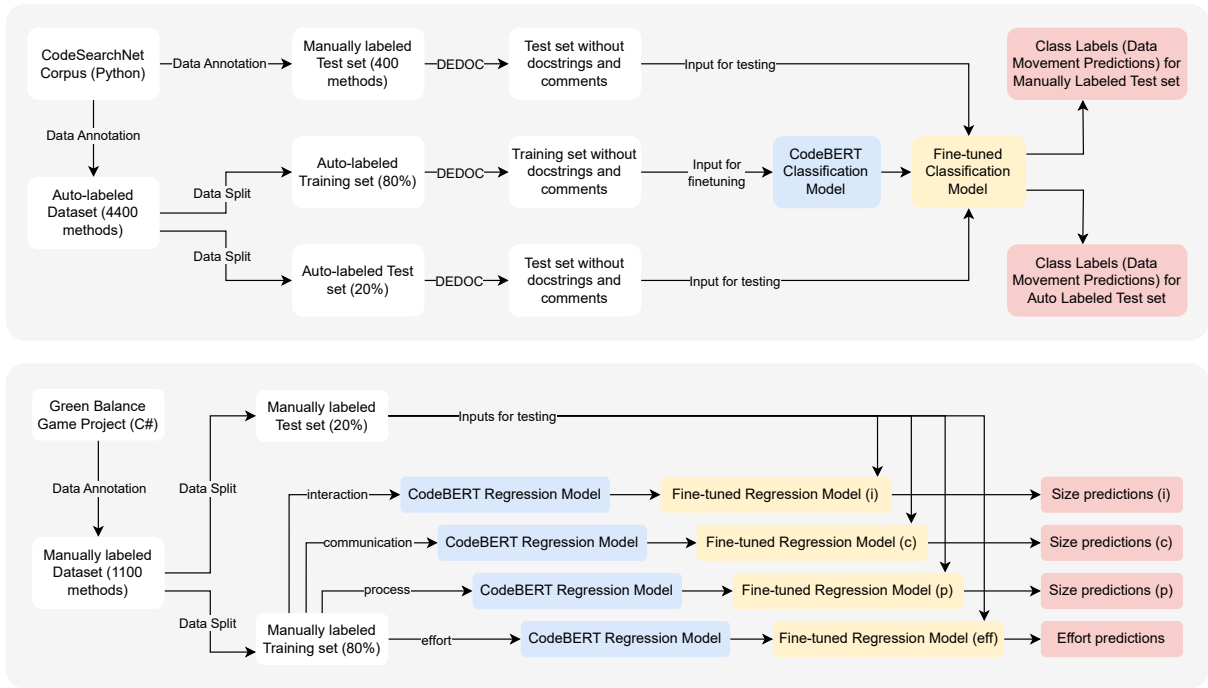 CodeSearchNet
Corpus (Python)
Data Annotation
Manually labeled
Test set (400
methods)
DEDOC
Test set without
docstrings and
comments
Input for testing
Class Labels (Data
Movement Predictions) for
Manually Labeled Test set
Data Annotation
Auto-labeled
Dataset (4400
methods)
Data Split
Auto-labeled
Training set (80%)
DEDOC
Training set without
docstrings and
comments
Input for
finetuning
CodeBERT
Classification
Model
Fine-tuned
Classification
Model
Data Split
Auto-labeled Test
set (20%)
DEDOC
Test set without
docstrings and
comments
Input for testing
Class Labels (Data
Movement Predictions) for
Auto Labeled Test set
Green Balance
Game Project (C#)
Data Annotation
Manually labeled
Dataset (1100
methods)
Data Split
Manually labeled
Test set (20%)
Inputs for testing
Data Split
Manually labeled
Training set (80%)
interaction
CodeBERT Regression Model
Fine-tuned Regression Model (i)
Size predictions (i)
communication
CodeBERT Regression Model
Fine-tuned Regression Model (c)
Size predictions (c)
process
CodeBERT Regression Model
Fine-tuned Regression Model (p)
Size predictions (p)
effort
CodeBERT Regression Model
Fine-tuned Regression Model (eff)
Effort predictions